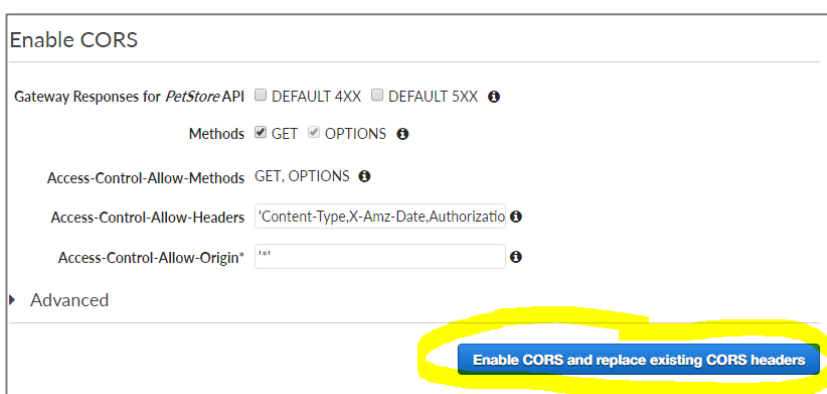 Enable CORS
Gateway Responses for PetStore API DEFAULT 4XX DEFAULT 5XX
Methods GET OPTIONS
Access-Control-Allow-Methods GET, OPTIONS
Access-Control-Allow-Headers 'Content-Type,X-Amz-Date,Authorizatio
Access-Control-Allow-Origin* '*'
Advanced
Enable CORS and replace existing CORS headers